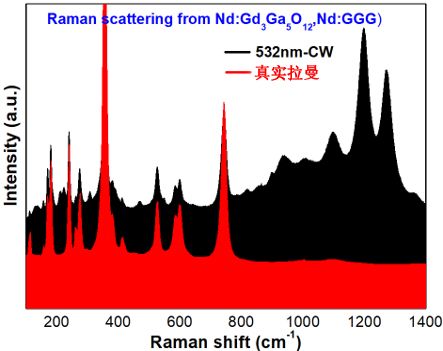 Raman scattering from Nd:Gd₃Ga₅O₁₂,Nd:GGG)
532nm-CW
真实拉曼
Intensity (a.u.)
200 400 600 800 1000 1200 1400
Raman shift (cm⁻¹)